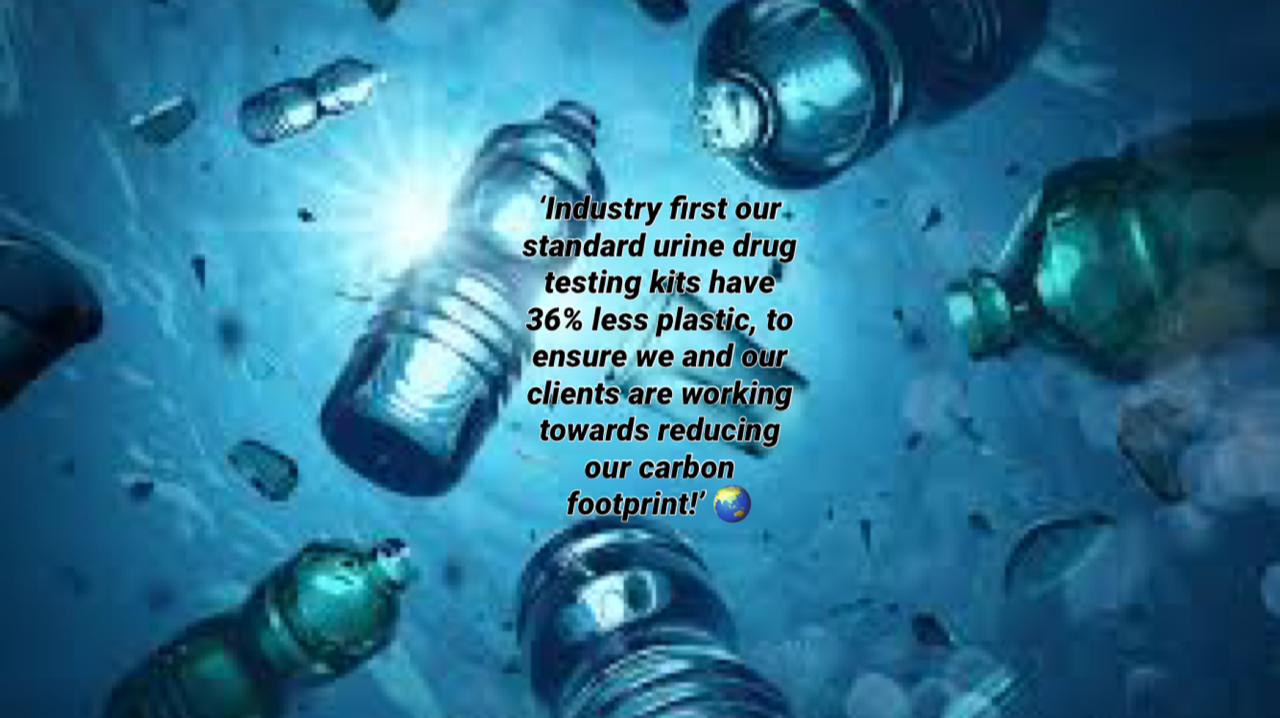 ‘Industry first our
standard urine drug
testing kits have
36% less plastic, to
ensure we and our
clients are working
towards reducing
our carbon
footprint!’ 🌏